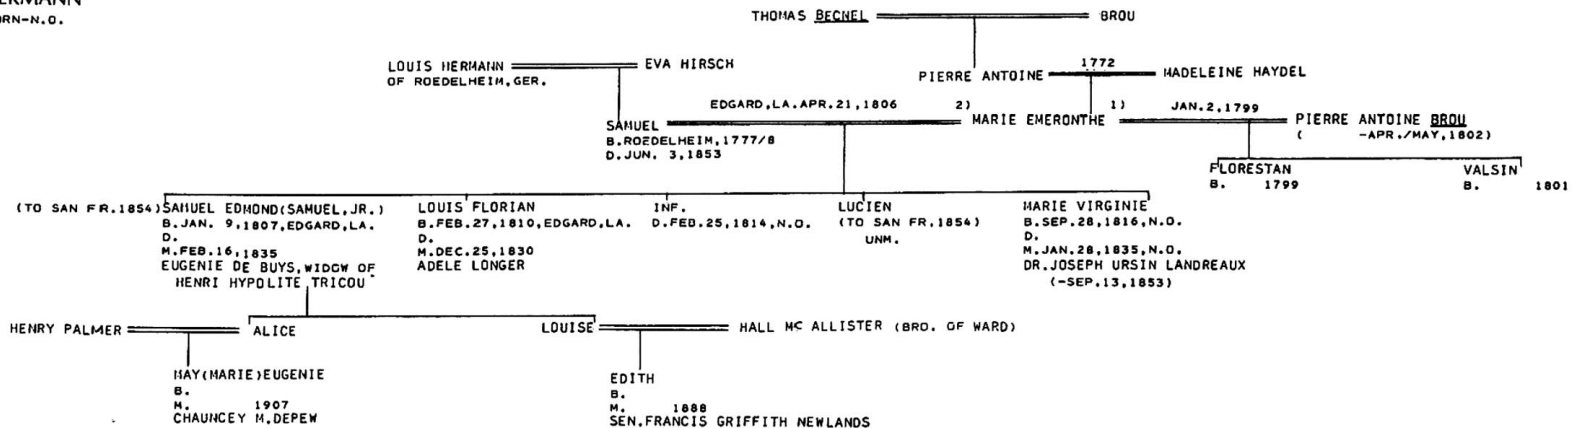 THOMAS BECNEL BROU
ORN-N.O.
LOUIS HERMANN EVA HIRSCH
OF ROEDELHEIM,GER.
PIERRE ANTOINE 1772 MADELEINE HAYDEL
EDGARD,LA.APR.21,1806 2) MARIE EMERONTHE 1) JAN.2,1799 PIERRE ANTOINE BROU
( -APR./MAY,1802)
SAMUEL
B.ROEDELHEIM,1777/8
D.JUN. 3,1853
FLORESTAN VALSIN
B. 1799 B. 1801
(TO SAN FR.1854) SAMUEL EDMOND(SAMUEL,JR.)
B.JAN. 9,1807,EDGARD,LA.
D.
M.FEB.16,1835
EUGENIE DE BUYS,WIDOW OF
HENRI HYPOLITE TRICOU
LOUIS FLORIAN
B.FEB.27,1810,EDGARD,LA.
D.
M.DEC.25,1830
ADELE LONGER
INF.
D.FEB.25,1814,N.O.
LUCIEN
(TO SAN FR.1854)
UNM.
MARIE VIRGINIE
B.SEP.28,1816,N.O.
D.
M.JAN.28,1835,N.O.
DR.JOSEPH URSIN LANDREAUX
(-SEP.13,1853)
HENRY PALMER ALICE LOUISE HALL MC ALLISTER (BRO. OF WARD)
MAY(MARIE)EUGENIE
B.
M. 1907
CHAUNCEY M.DEPEW
EDITH
B.
M. 1888
SEN.FRANCIS GRIFFITH NEWLANDS